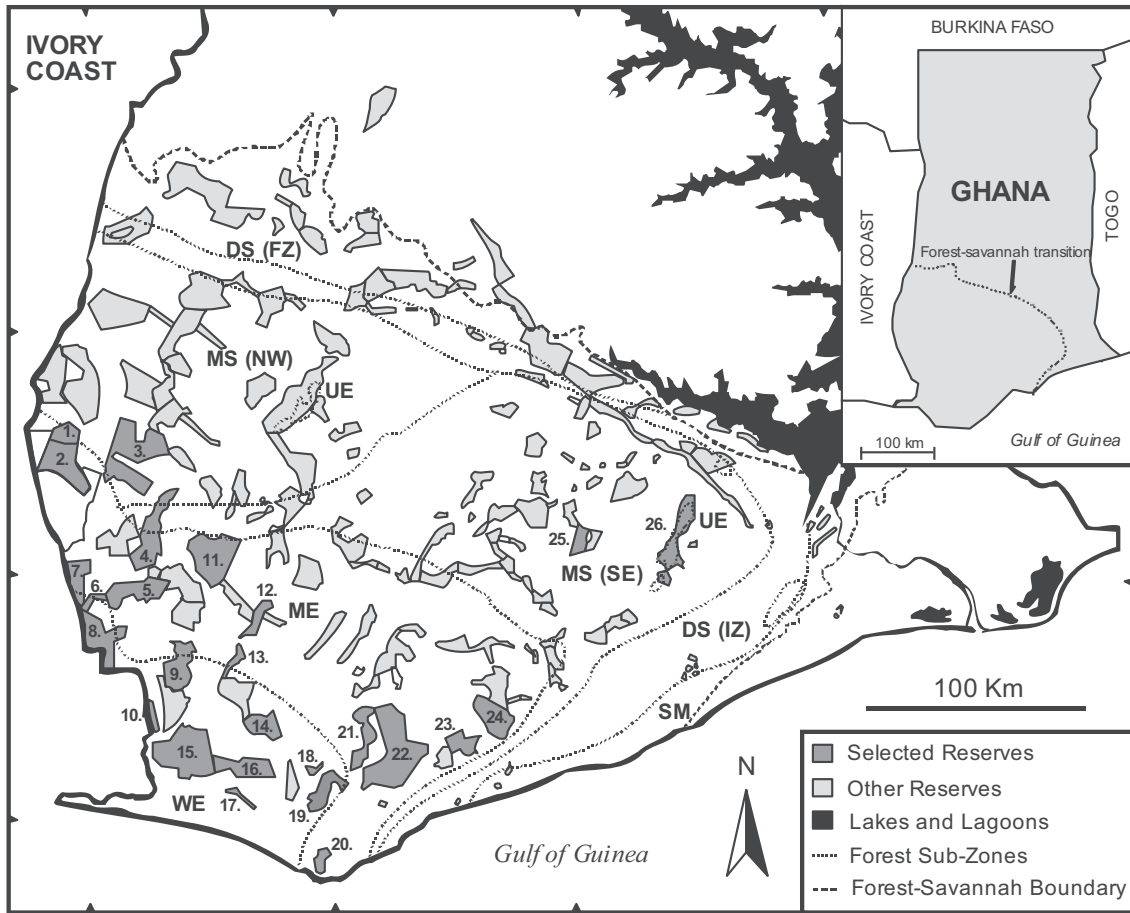 IVORY
COAST
BURKINA FASO
GHANA
IVORY COAST
TOGO
Forest-savannah transition
100 km
Gulf of Guinea
DS (FZ)
MS (NW)
UE
1.
2.
3.
4.
5.
6.
7.
8.
9.
10.
11.
12.
13.
14.
15.
16.
17.
18.
19.
20.
21.
22.
23.
24.
25.
26.
UE
MS (SE)
ME
DS (IZ)
SM
WE
100 Km
N
Gulf of Guinea
Selected Reserves
Other Reserves
Lakes and Lagoons
Forest Sub-Zones
Forest-Savannah Boundary